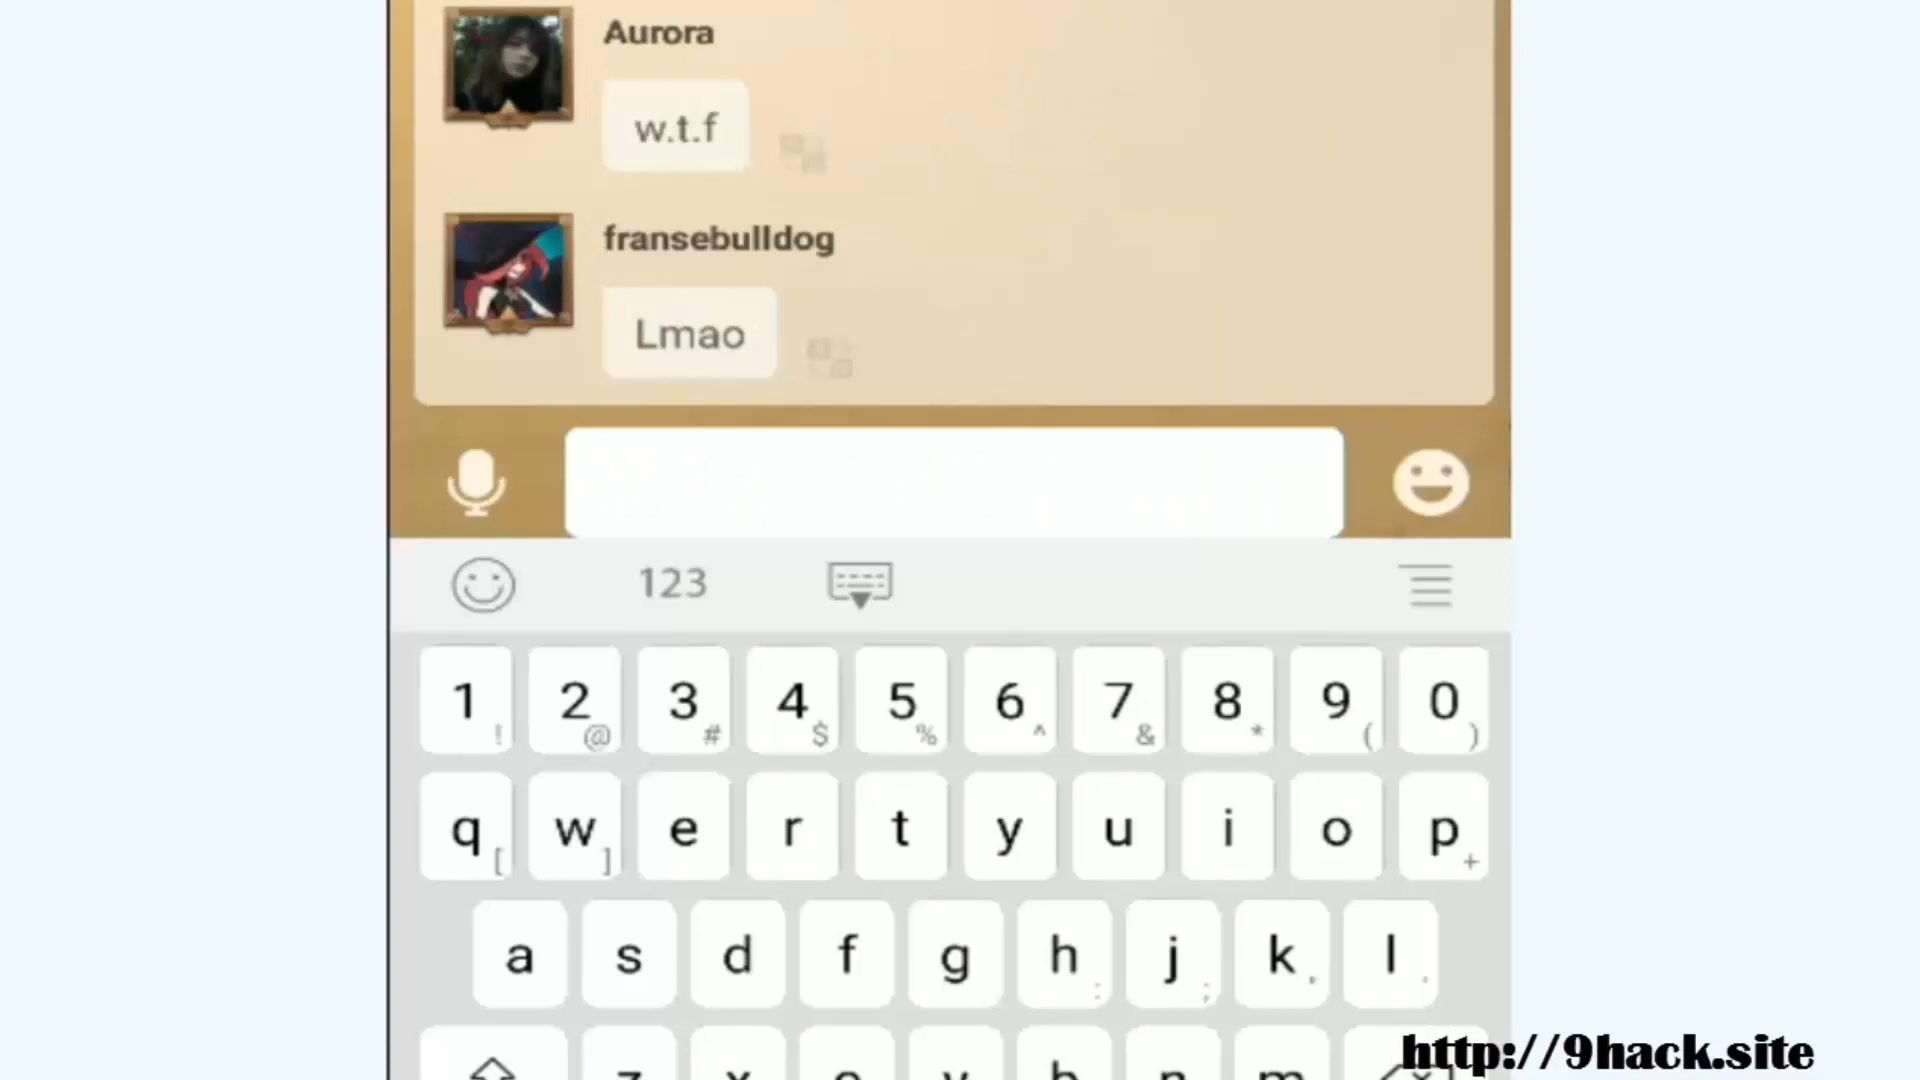 Aurora
w.t.f
fransebulldog
Lmao
123
1 ! 2 @ 3 # 4 $ 5 % 6 ^ 7 & 8 * 9 ( 0 )
q [ w ] e r t y u i o p +
a s d f g h : j ; k , l .
z x c v b n m
http://9hack.site